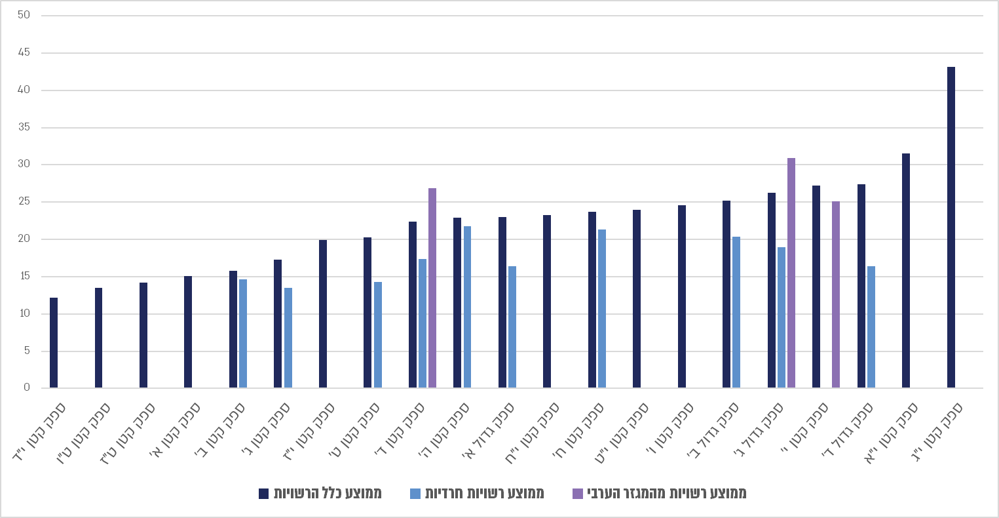 50
45
40
35
30
25
20
15
10
5
0
ספק קטן י"ד
ספק קטן ט"ו
ספק קטן ט"ז
ספק קטן א'
ספק קטן ב'
ספק קטן ג'
ספק קטן י"ז
ספק קטן ט'
ספק קטן ד'
ספק קטן ה'
ספק גדול א'
ספק קטן י"ח
ספק קטן ח'
ספק קטן י"ט
ספק קטן ו'
ספק גדול ב'
ספק גדול ג'
ספק קטן י'
ספק גדול ד'
ספק קטן י"א
ספק קטן י"ג
ממוצע כלל הרשויות
ממוצע רשויות חרדיות
ממוצע רשויות מהמגזר הערבי